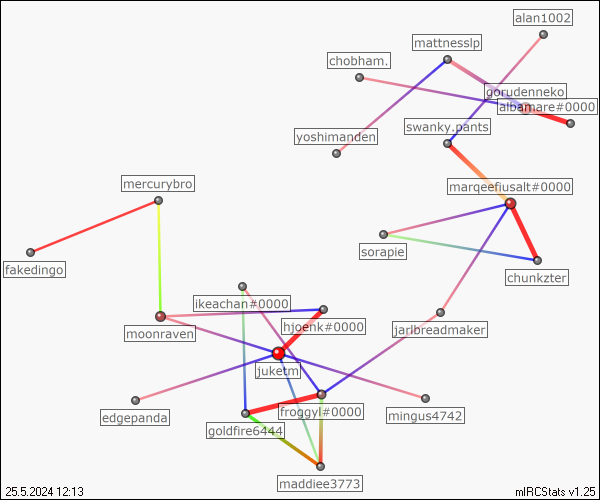 alan1002
mattnesslp
chobham.
gorudenneko
albamare#0000
swanky.pants
yoshimanden
mercurybro
marqeefiusalt#0000
sorapie
fakedingo
chunkzter
ikeachan#0000
hjoenk#0000
jarlbreadmaker
moonraven
juketm
froggyl#0000
edgepanda
mingus4742
goldfire6444
maddiee3773
25.5.2024 12:13
mIRCStats v1.25